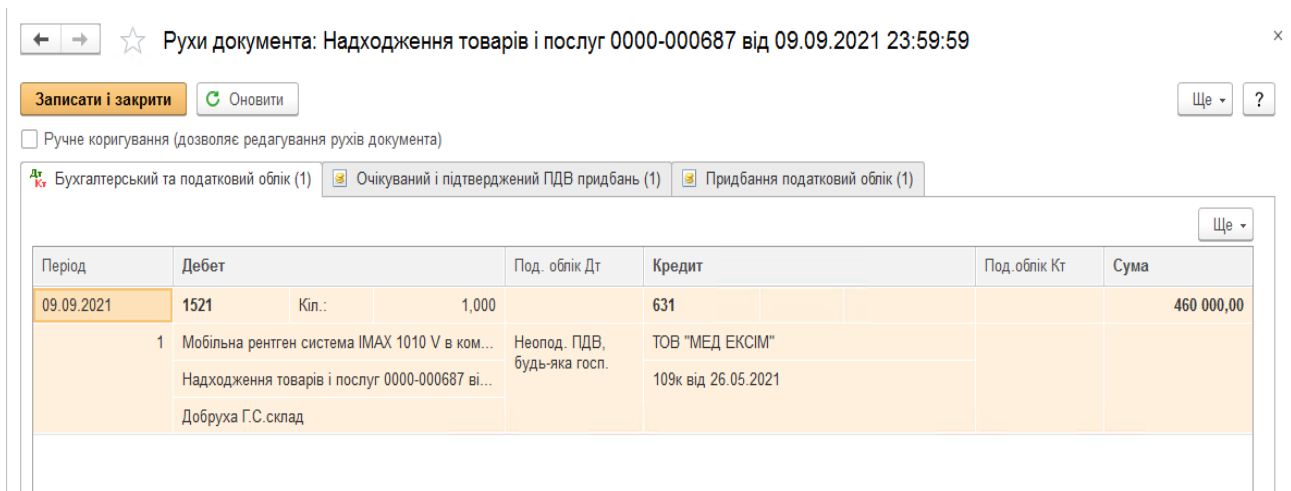 Рухи документа: Надходження товарів і послуг 0000-000687 від 09.09.2021 23:59:59
Записати і закрити Оновити Ще ?
Ручне коригування (дозволяє редагування рухів документа)
Дт Кт Бухгалтерський та податковий облік (1) Очікуваний і підтверджений ПДВ придбань (1) Придбання податковий облік (1)
Ще
Період Дебет Под. облік Дт Кредит Под.облік Кт Сума
09.09.2021 1521 Кіл.: 1,000 631 460 000,00
1 Мобільна рентген система IMAX 1010 V в ком... Неопод. ПДВ, ТОВ "МЕД ЕКСІМ"
будь-яка госп.
Надходження товарів і послуг 0000-000687 ві... 109к від 26.05.2021
Добруха Г.С.склад